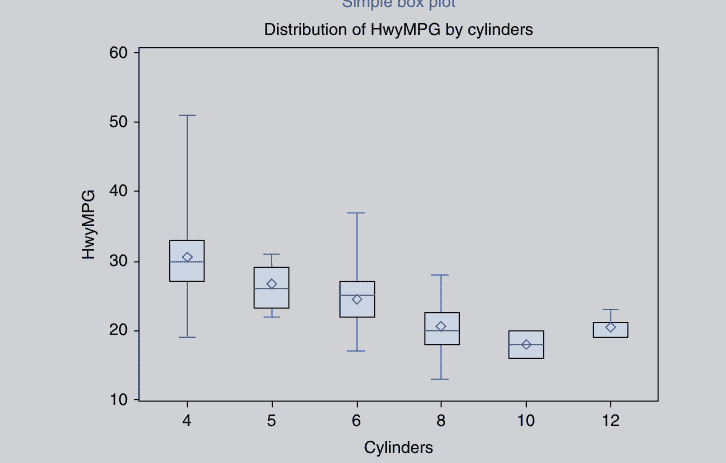 Simple box plot
Distribution of HwyMPG by cylinders
60
50
40
30
20
10
HwyMPG
4 5 6 8 10 12
Cylinders